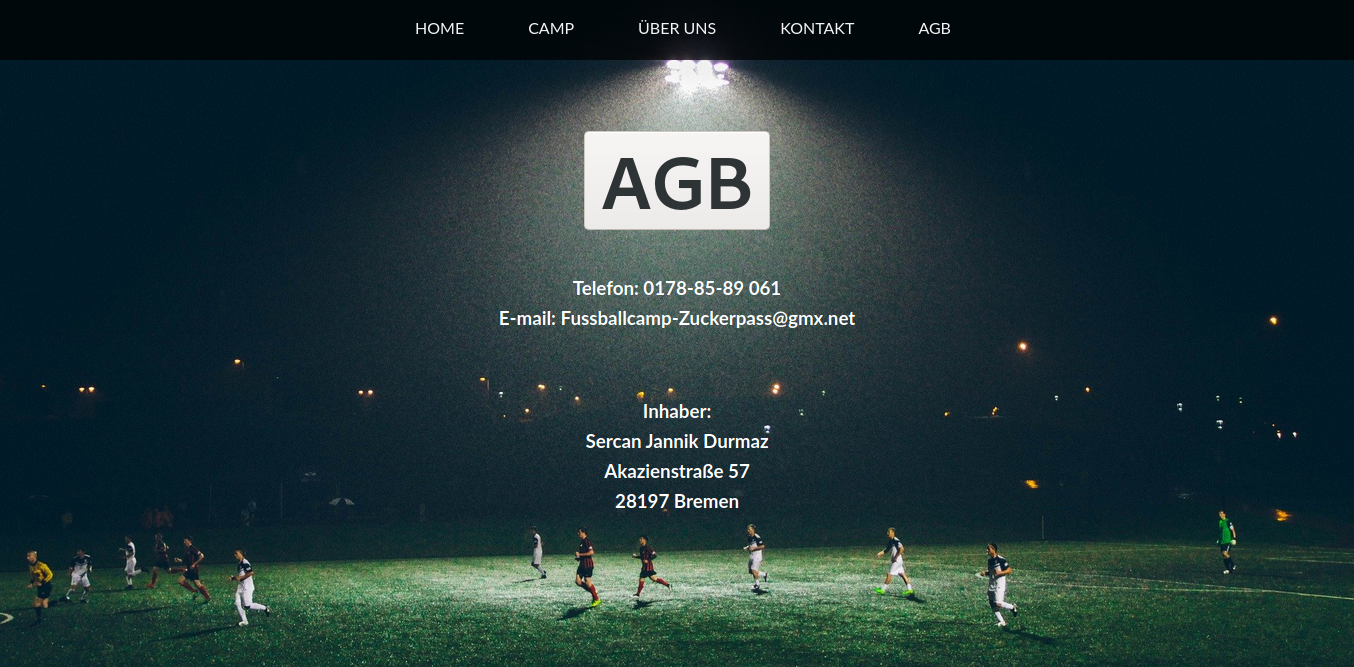 HOME CAMP ÜBER UNS KONTAKT AGB
AGB
Telefon: 0178-85-89 061
E-mail: Fussballcamp-Zuckerpass@gmx.net
Inhaber:
Sercan Jannik Durmaz
Akazienstraße 57
28197 Bremen